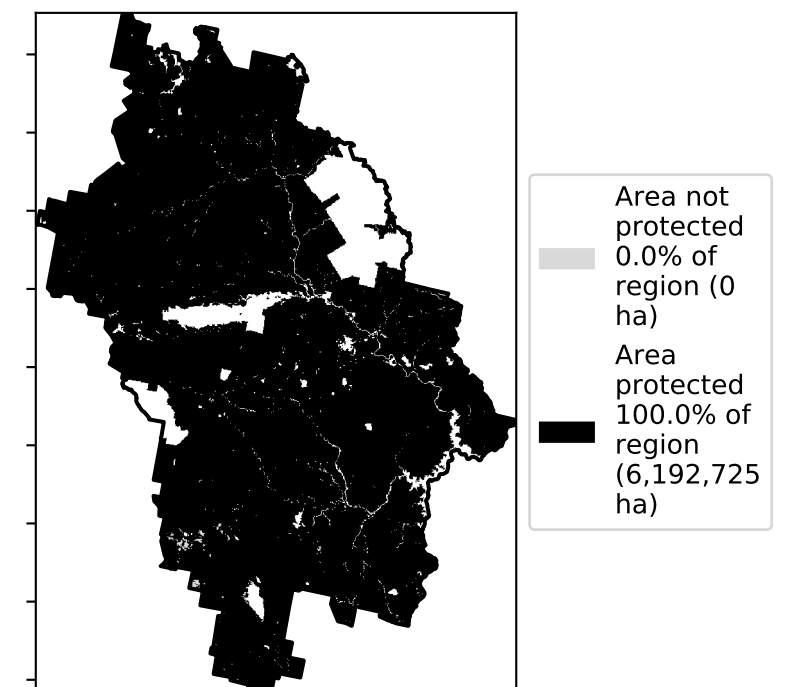 Area not
protected
0.0% of
region (0
ha)
Area
protected
100.0% of
region
(6,192,725
ha)